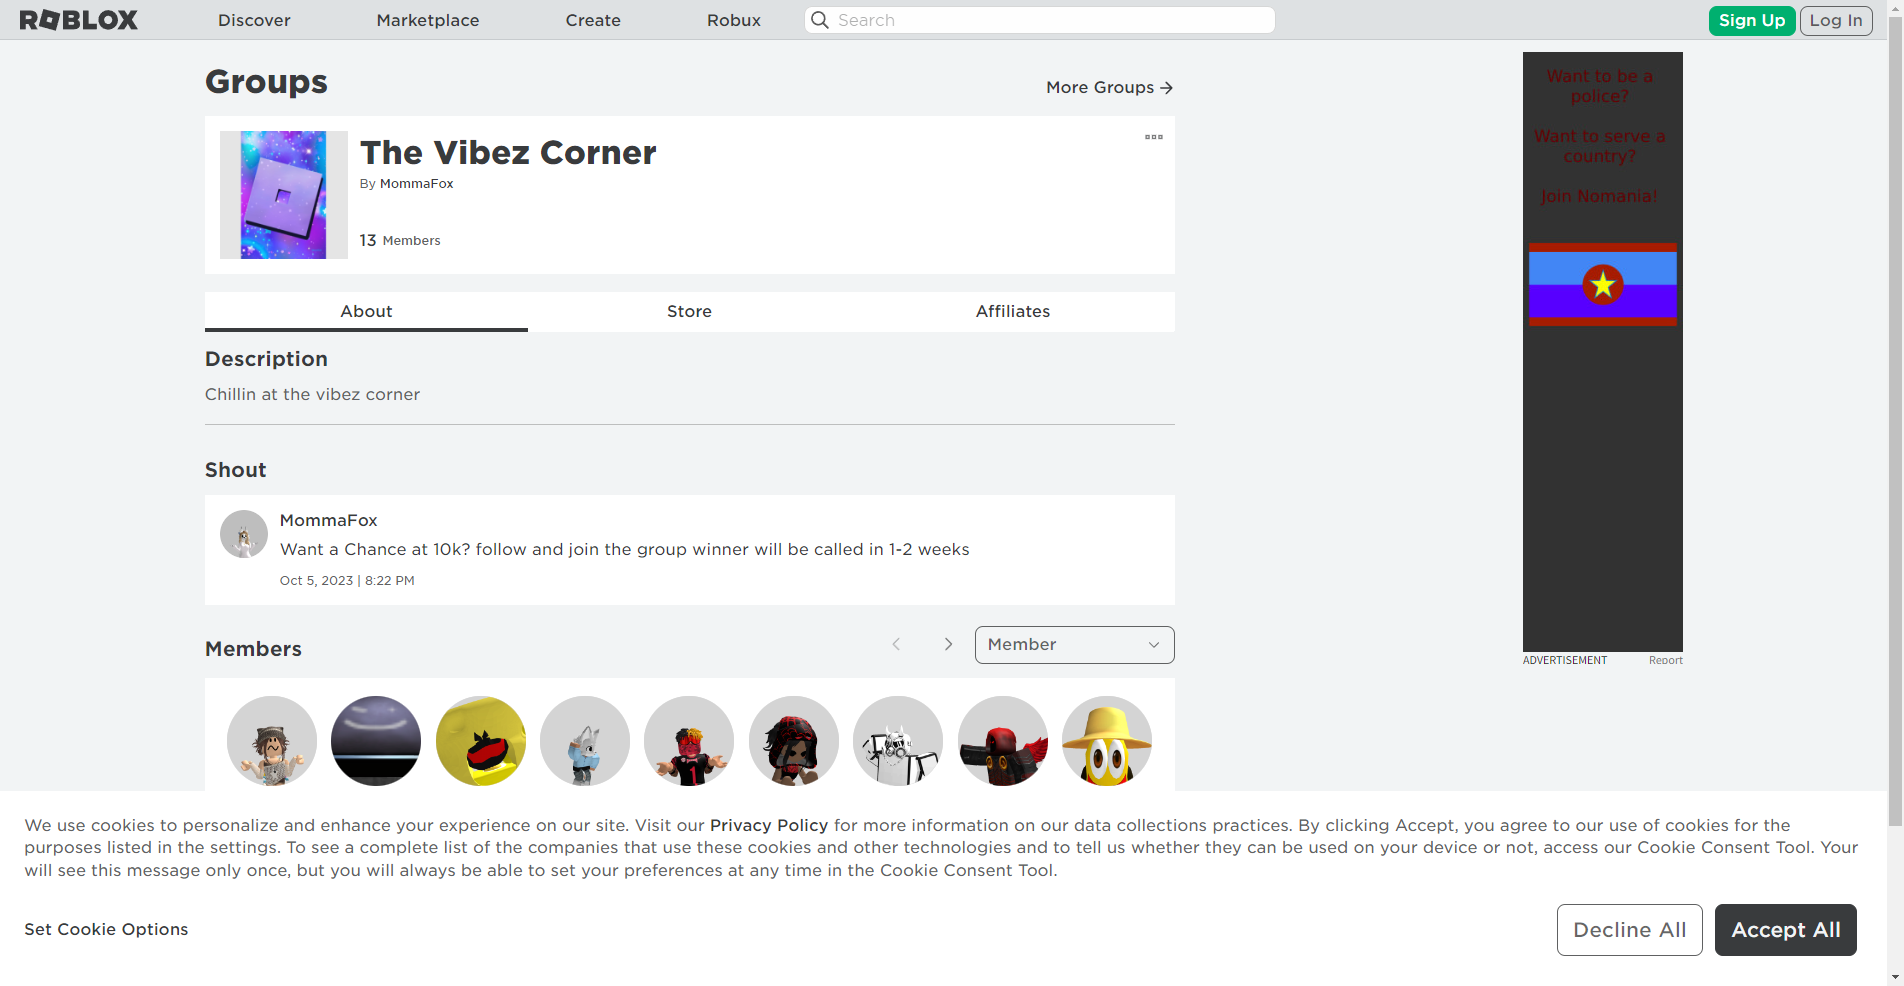 ROBLOX
Discover
Marketplace
Create
Robux
Search
Sign Up
Log In
Groups
More Groups
The Vibez Corner
By MommaFox
13 Members
About
Store
Affiliates
Description
Chillin at the vibez corner
Shout
MommaFox
Want a Chance at 10k? follow and join the group winner will be called in 1-2 weeks
Oct 5, 2023 | 8:22 PM
Members
Member
Want to be a
police?
Want to serve a
country?
Join Nomania!
ADVERTISEMENT
Report
We use cookies to personalize and enhance your experience on our site. Visit our Privacy Policy for more information on our data collections practices. By clicking Accept, you agree to our use of cookies for the
purposes listed in the settings. To see a complete list of the companies that use these cookies and other technologies and to tell us whether they can be used on your device or not, access our Cookie Consent Tool. Your
will see this message only once, but you will always be able to set your preferences at any time in the Cookie Consent Tool.
Set Cookie Options
Decline All
Accept All